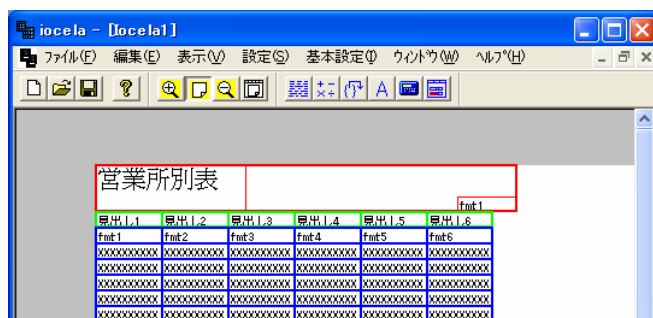 iocela - [Iocela1]
ファイル(F) 編集(E) 表示(V) 設定(S) 基本設定(I) ウィンドウ(W) ヘルプ(H)
営業所別表
fmt1
見出し1 見出し2 見出し3 見出し4 見出し5 見出し6
fmt1 fmt2 fmt3 fmt4 fmt5 fmt6
XXXXXXXXXX XXXXXXXXXX XXXXXXXXXX XXXXXXXXXX XXXXXXXXXX XXXXXXXXXX
XXXXXXXXXX XXXXXXXXXX XXXXXXXXXX XXXXXXXXXX XXXXXXXXXX XXXXXXXXXX
XXXXXXXXXX XXXXXXXXXX XXXXXXXXXX XXXXXXXXXX XXXXXXXXXX XXXXXXXXXX
XXXXXXXXXX XXXXXXXXXX XXXXXXXXXX XXXXXXXXXX XXXXXXXXXX XXXXXXXXXX
XXXXXXXXXX XXXXXXXXXX XXXXXXXXXX XXXXXXXXXX XXXXXXXXXX XXXXXXXXXX